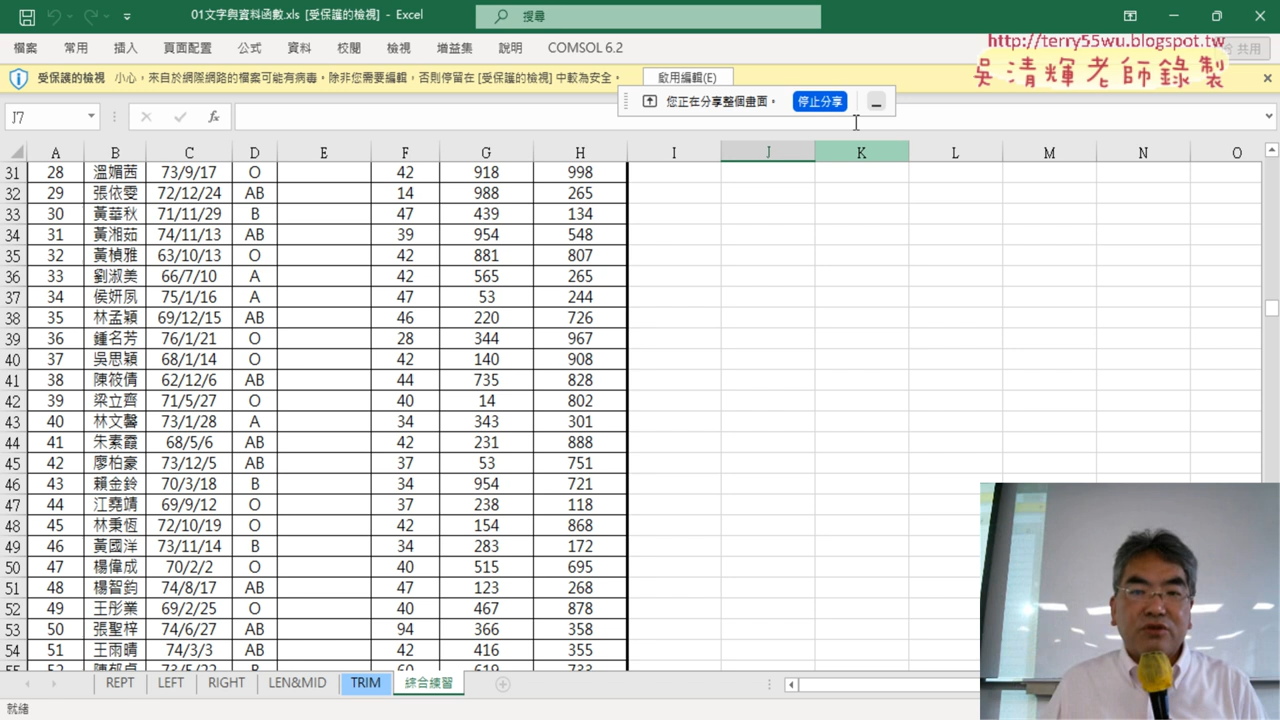 01文字與資料函數.xls [受保護的檢視] - Excel
搜尋
檔案 常用 插入 頁面配置 公式 資料 校閱 檢視 增益集 說明 COMSOL 6.2 共用
http://terry55wu.blogspot.tw
吳清輝老師錄製
受保護的檢視 小心，來自於網際網路的檔案可能有病毒。除非您需要編輯，否則停留在 [受保護的檢視] 中較為安全。 啟用編輯(E)
您正在分享整個畫面。 停止分享
J7 fx
A B C D E F G H I J K L M N O
31 28 溫媚茜 73/9/17 O 42 918 998
32 29 張依雯 72/12/24 AB 14 988 265
33 30 黃華秋 71/11/29 B 47 439 134
34 31 黃湘茹 74/11/13 AB 39 954 548
35 32 黃楨雅 63/10/13 O 42 881 807
36 33 劉淑美 66/7/10 A 42 565 265
37 34 侯妍夙 75/1/16 A 47 53 244
38 35 林孟穎 69/12/15 AB 46 220 726
39 36 鍾名芳 76/1/21 O 28 344 967
40 37 吳思穎 68/1/14 O 42 140 908
41 38 陳筱倩 62/12/6 AB 44 735 828
42 39 梁立齊 71/5/27 O 40 14 802
43 40 林文馨 73/1/28 A 34 343 301
44 41 朱素霞 68/5/6 AB 42 231 888
45 42 廖柏豪 73/12/5 AB 37 53 751
46 43 賴金鈴 70/3/18 B 34 954 721
47 44 江堯靖 69/9/12 O 37 238 118
48 45 林秉恆 72/10/19 O 42 154 868
49 46 黃國洋 73/11/14 B 34 283 172
50 47 楊偉成 70/2/2 O 40 515 695
51 48 楊智鈞 74/8/17 AB 47 123 268
52 49 王彤業 69/2/25 O 40 467 878
53 50 張聖梓 74/6/27 AB 94 366 358
54 51 王雨晴 74/3/3 AB 42 416 355
55 52 73/5/22 B 60 619 733
REPT LEFT RIGHT LEN&MID TRIM 綜合練習
就緒